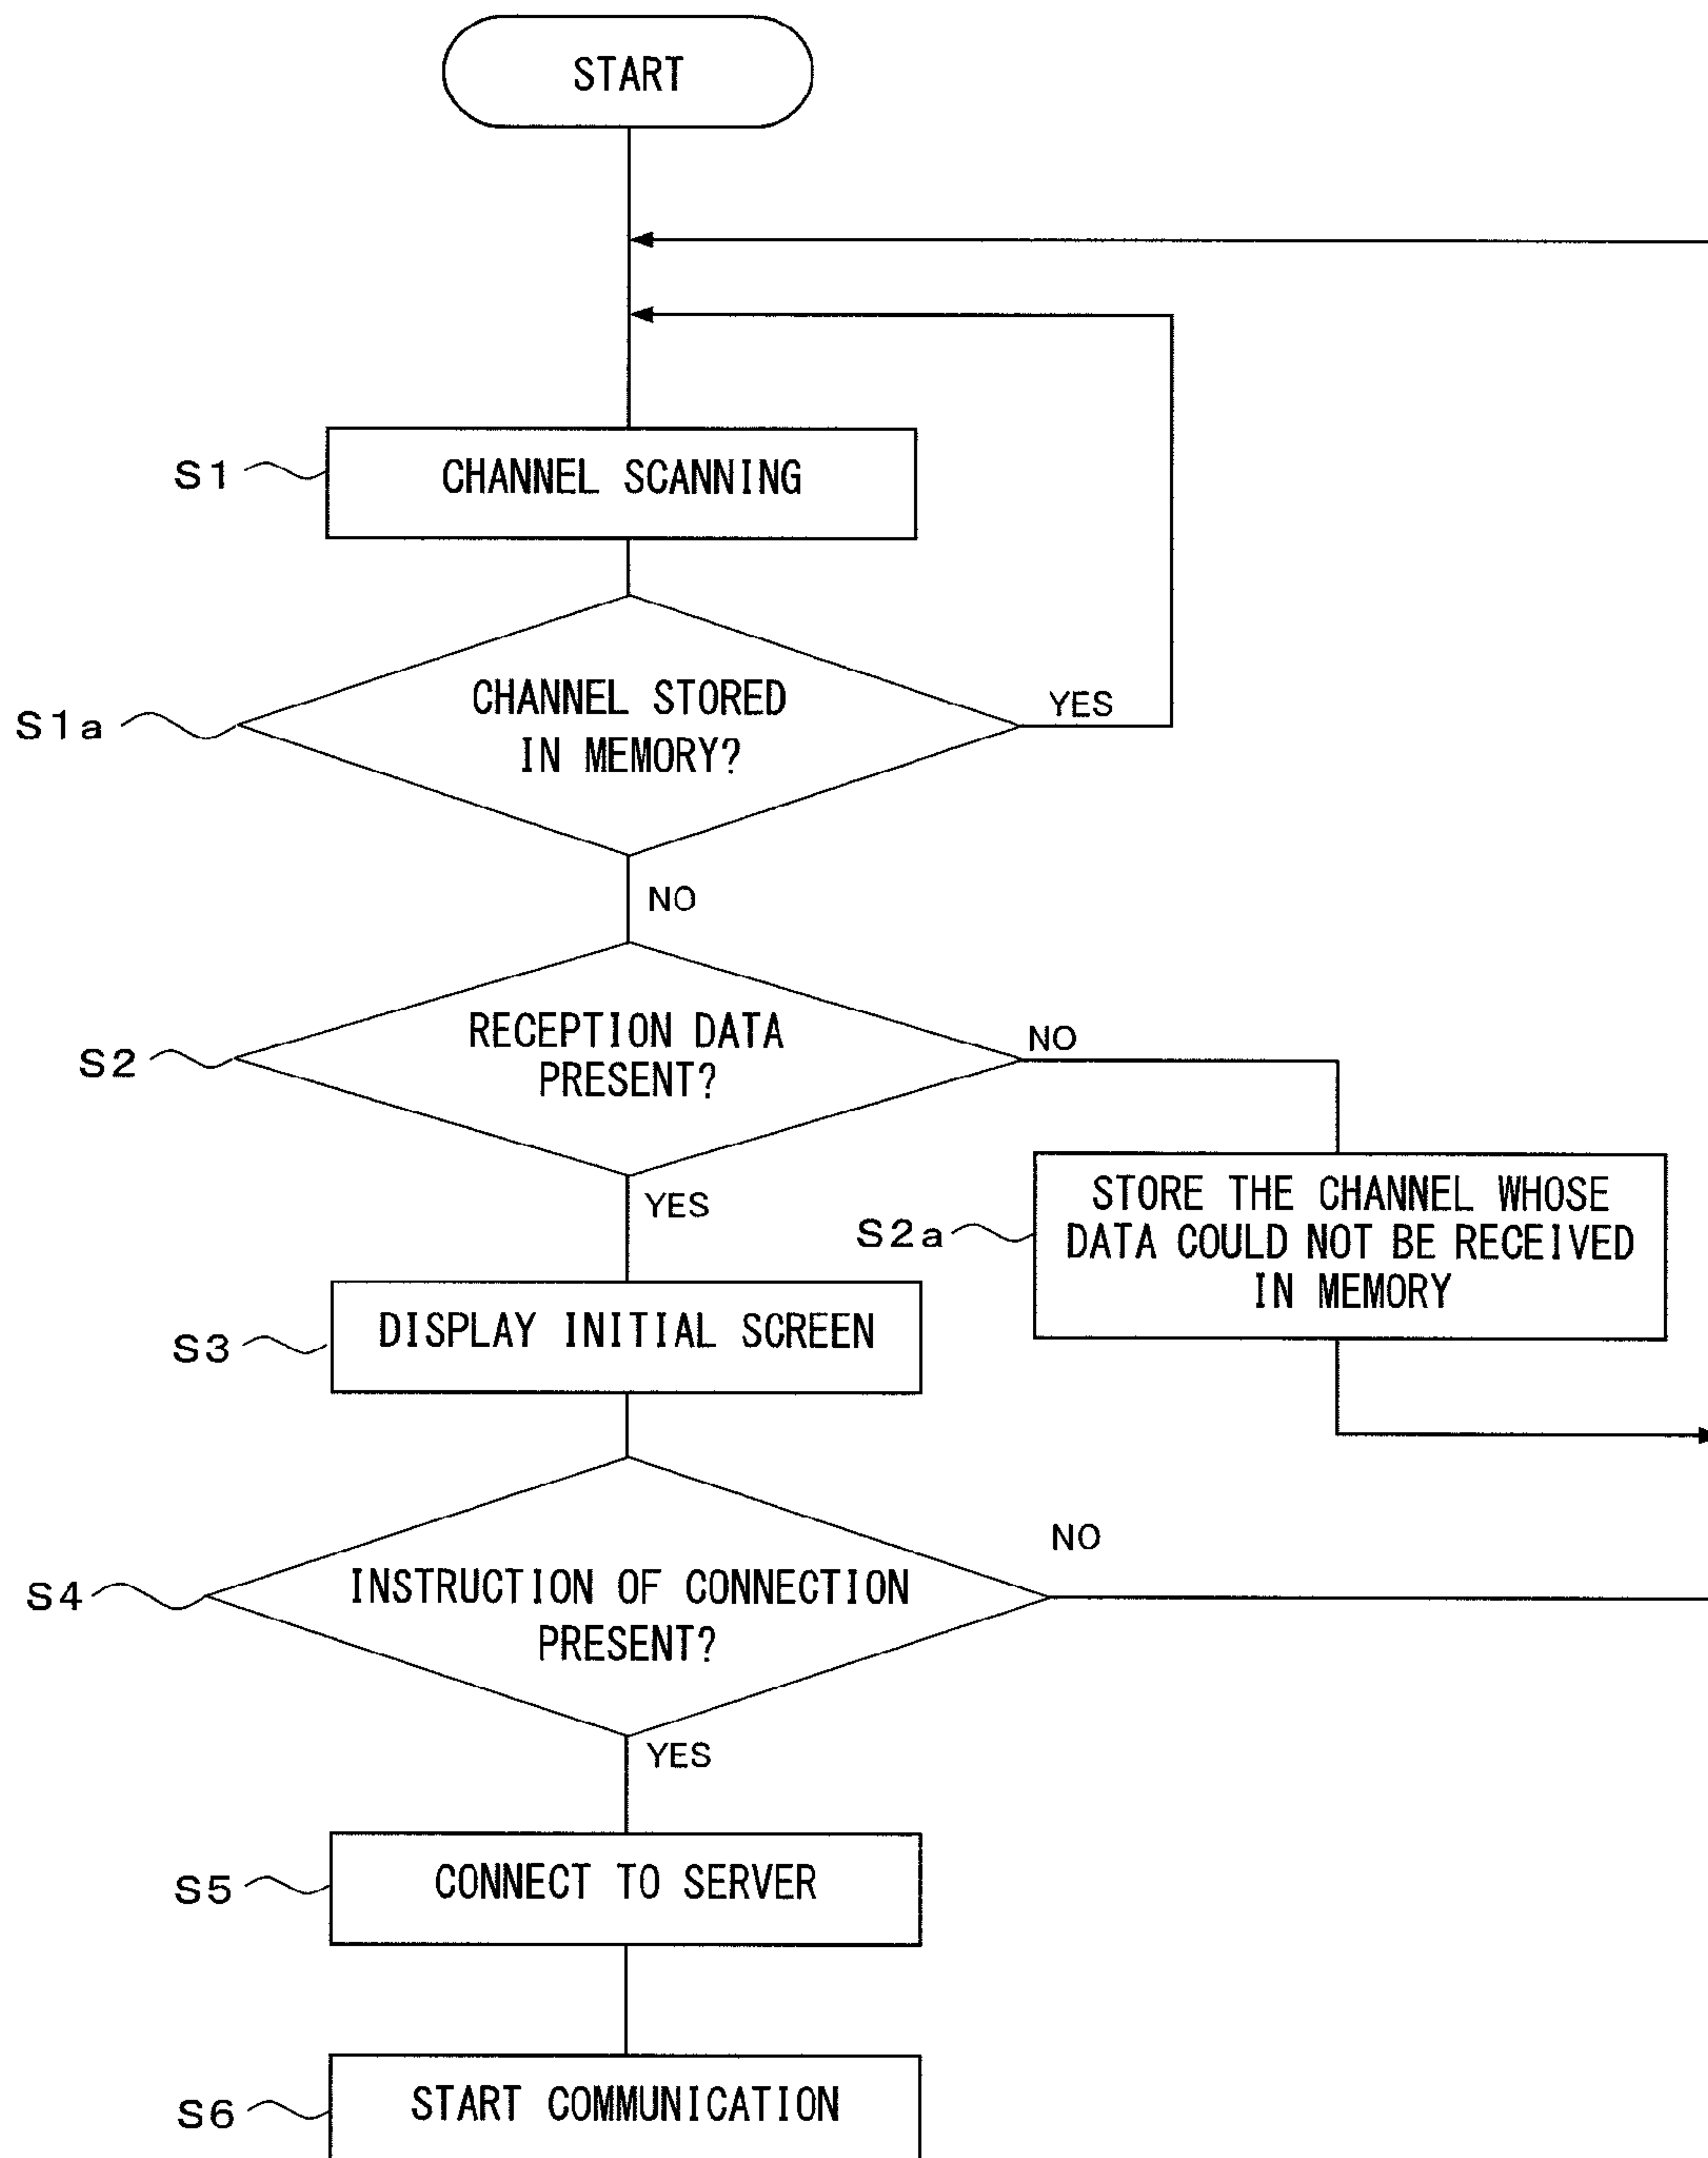 START
S1
CHANNEL SCANNING
S1a
CHANNEL STORED
IN MEMORY?
YES
NO
S2
RECEPTION DATA
PRESENT?
NO
YES
S2a
STORE THE CHANNEL WHOSE
DATA COULD NOT BE RECEIVED
IN MEMORY
S3
DISPLAY INITIAL SCREEN
S4
INSTRUCTION OF CONNECTION
PRESENT?
NO
YES
S5
CONNECT TO SERVER
S6
START COMMUNICATION